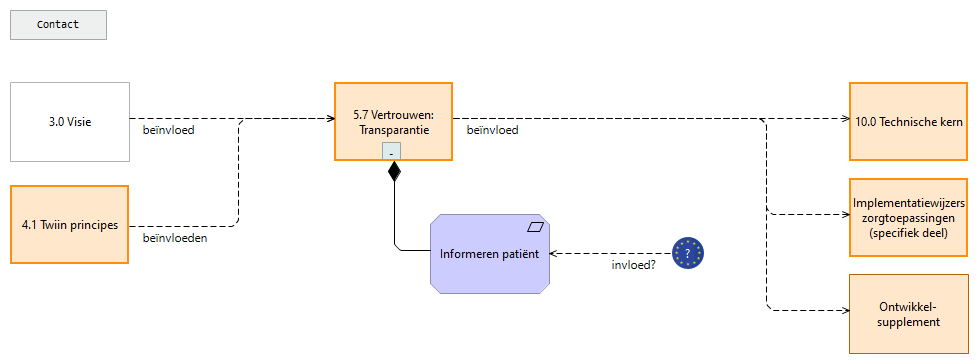 Contact
3.0 Visie
beïnvloed
5.7 Vertrouwen:
Transparantie
-
beïnvloed
10.0 Technische kern
4.1 Twiin principes
beïnvloeden
Implementatiewijzers
zorgtoepassingen
(specifiek deel)
Informeren patiënt
invloed?
?
Ontwikkel-
supplement